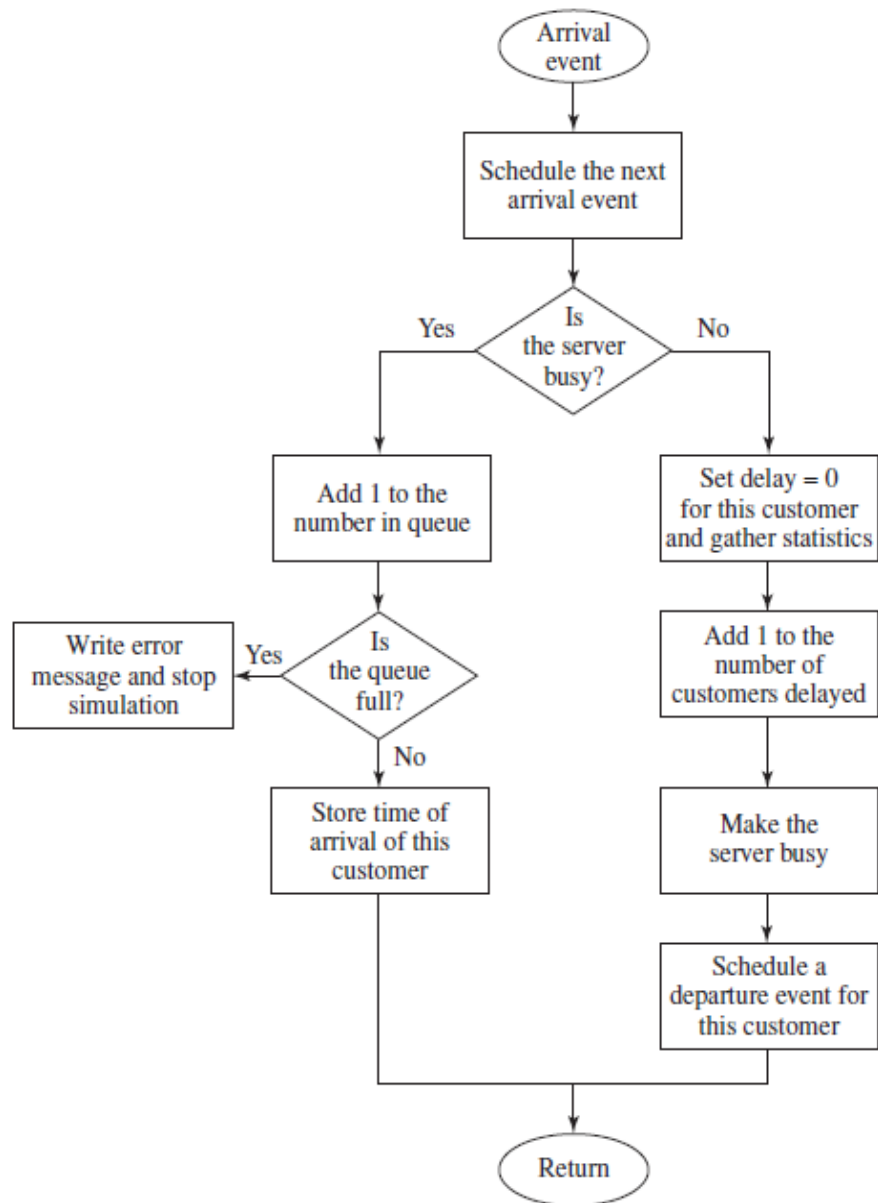 Arrival
event
Schedule the next
arrival event
Is
the server
busy?
Yes
No
Add 1 to the
number in queue
Set delay = 0
for this customer
and gather statistics
Is
the queue
full?
Yes
No
Write error
message and stop
simulation
Add 1 to the
number of
customers delayed
Store time of
arrival of this
customer
Make the
server busy
Schedule a
departure event for
this customer
Return